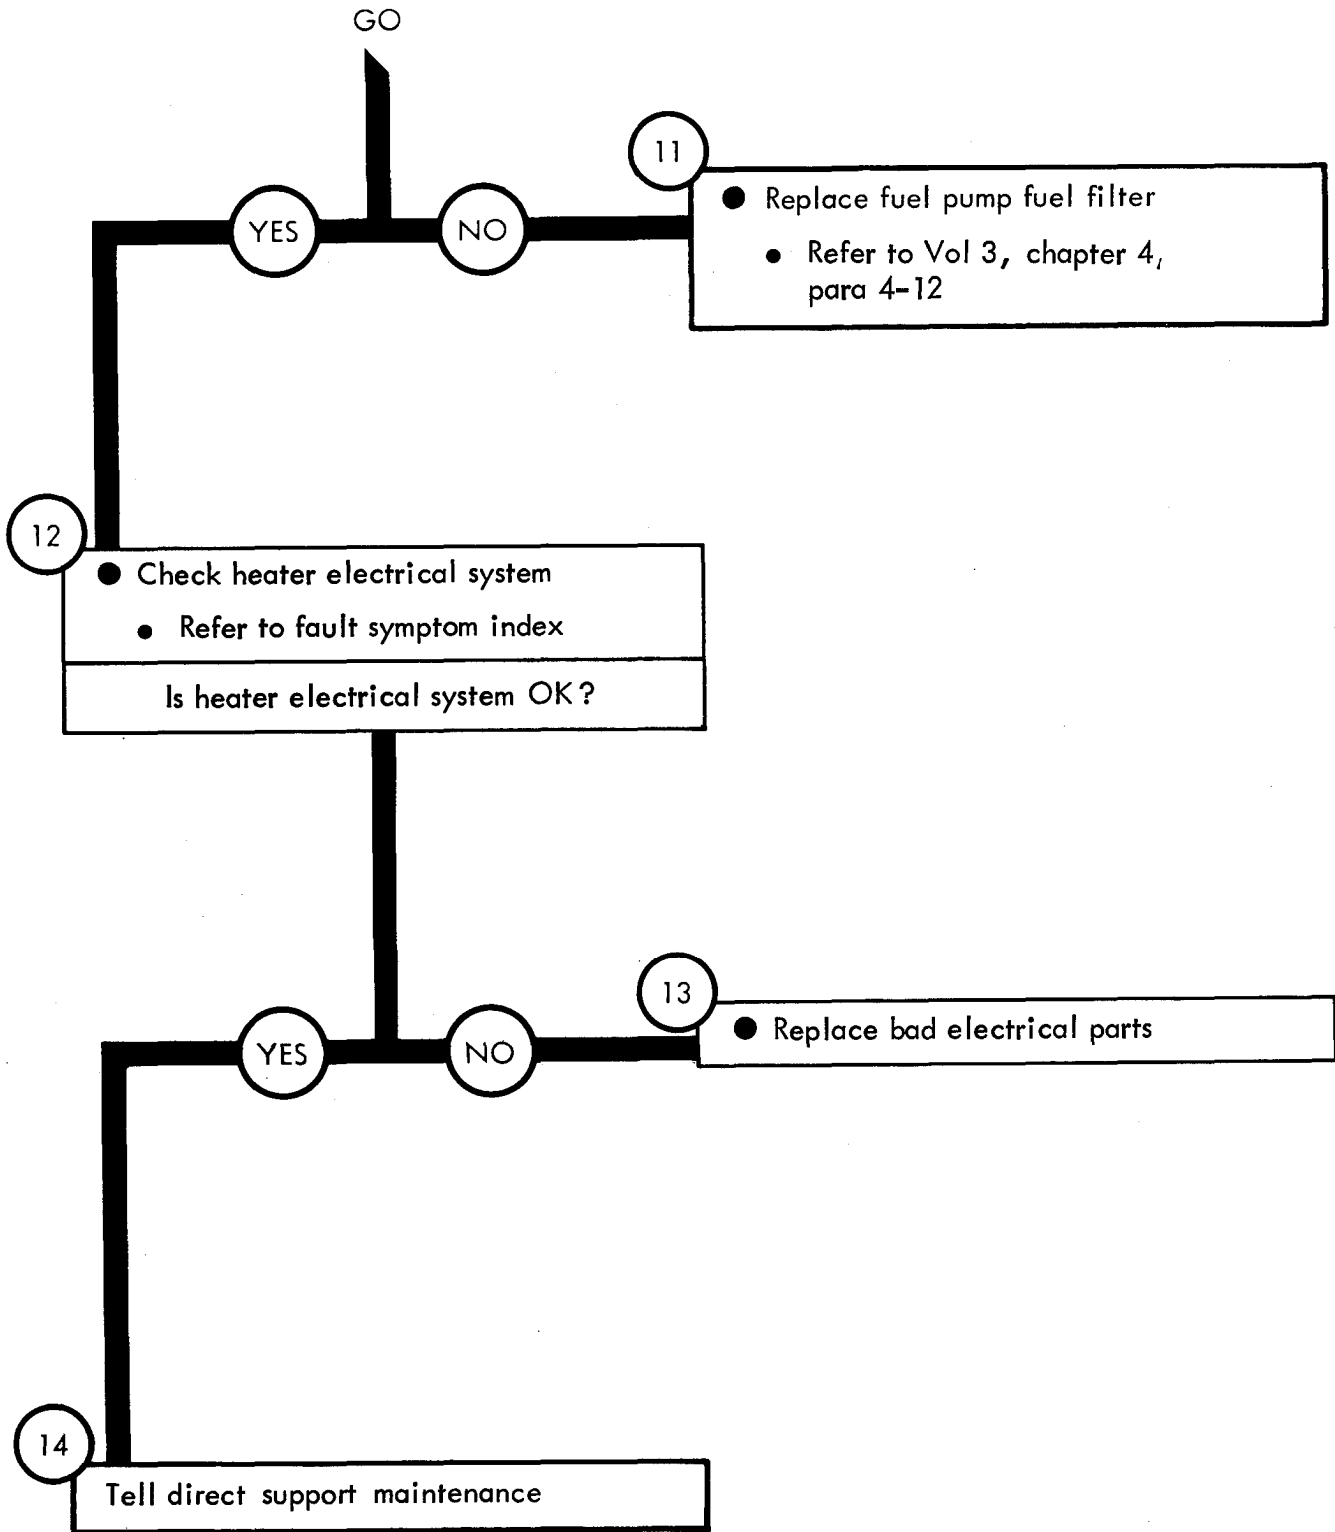 GO
YES
NO
11
● Replace fuel pump fuel filter
● Refer to Vol 3, chapter 4,
para 4-12
12
● Check heater electrical system
● Refer to fault symptom index
Is heater electrical system OK?
YES
NO
13
● Replace bad electrical parts
14
Tell direct support maintenance